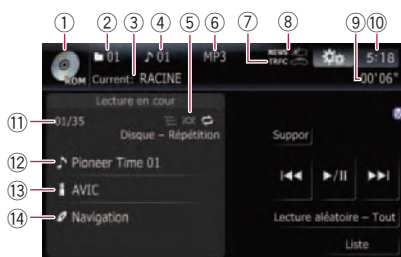 ① ② ③ ④ ⑤ ⑥ ⑦ ⑧ ⑨ ⑩
ROM 01 01 MP3 NEWS TRFC 5:18
Current: RACINE 00'06"
Lecture en cour
⑪ 01/35
Disque – Répétition Suppor
⑫ Pioneer Time 01
⑬ AVIC
⑭ Navigation Lecture aléatoire – Tout
Liste